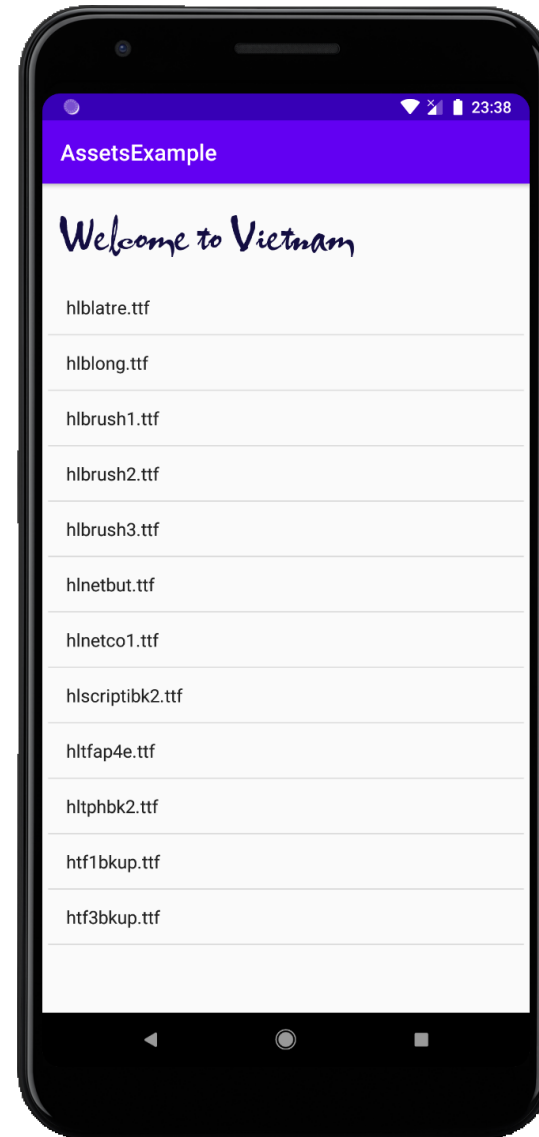 23:38
AssetsExample
Welcome to Vietnam
hlblatre.ttf
hlblong.ttf
hlbrush1.ttf
hlbrush2.ttf
hlbrush3.ttf
hlnetbut.ttf
hlnetco1.ttf
hlscriptibk2.ttf
hltfap4e.ttf
hltphbk2.ttf
htf1bkup.ttf
htf3bkup.ttf